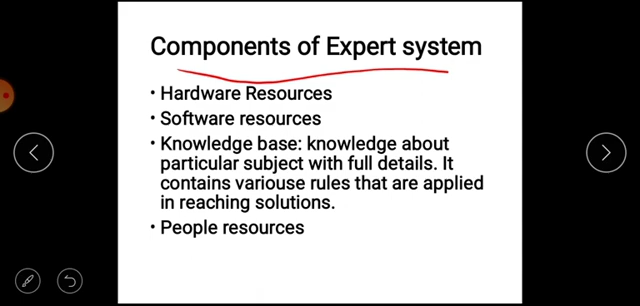 Components of Expert system
• Hardware Resources
• Software resources
• Knowledge base: knowledge about
particular subject with full details. It
contains variouse rules that are applied
in reaching solutions.
• People resources